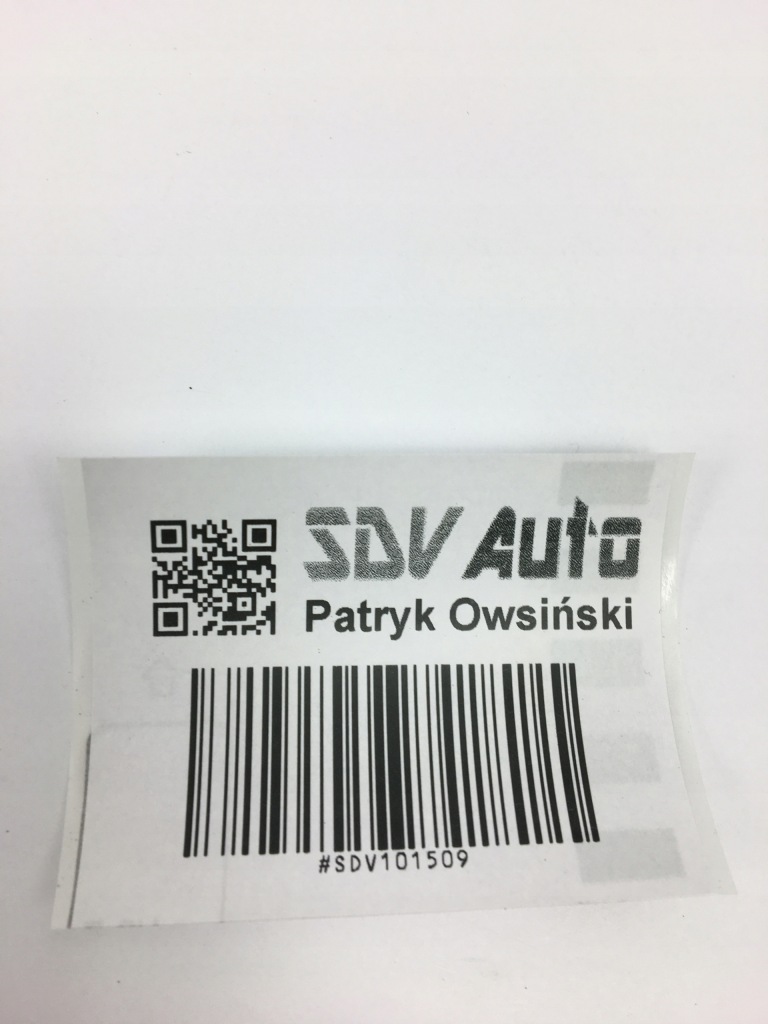 SDV Auto
Patryk Owsiński
#SDV101509